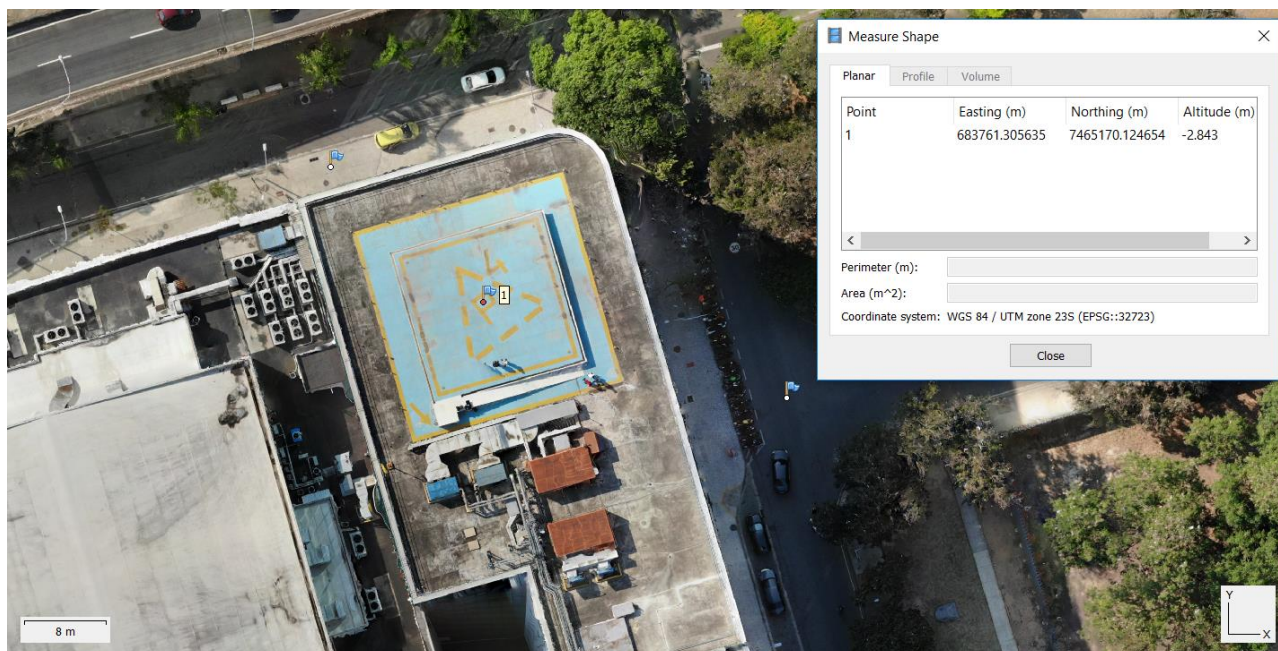 Measure Shape
Planar Profile Volume
Point Easting (m) Northing (m) Altitude (m)
1 683761.305635 7465170.124654 -2.843
Perimeter (m):
Area (m^2):
Coordinate system: WGS 84 / UTM zone 23S (EPSG::32723)
Close
1
8 m
Y
X